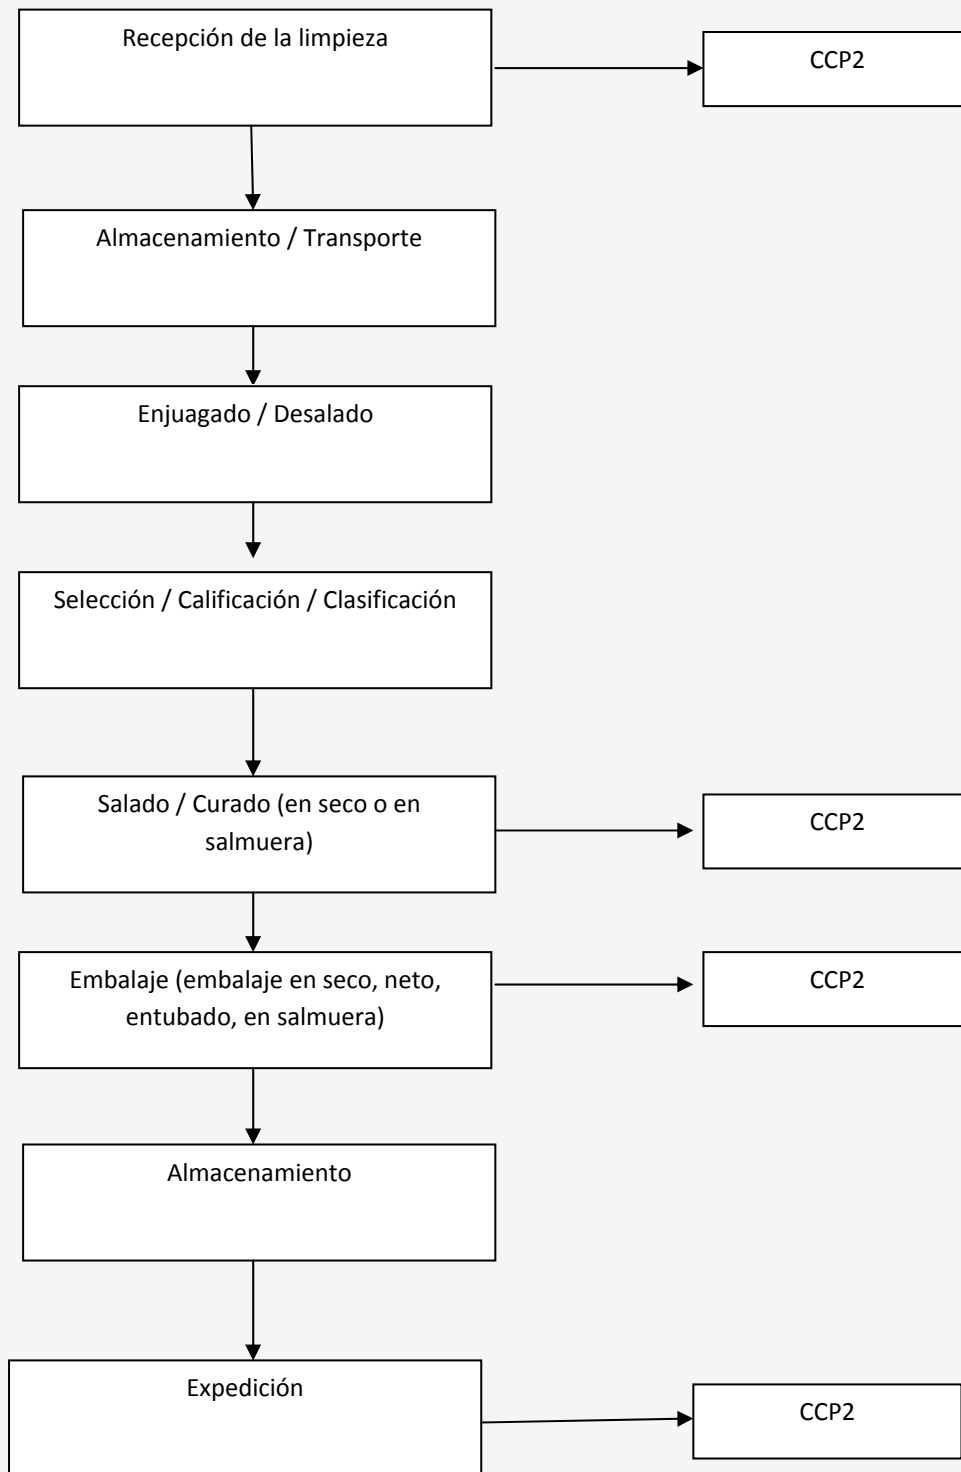 Recepción de la limpieza
CCP2
Almacenamiento / Transporte
Enjuagado / Desalado
Selección / Calificación / Clasificación
Salado / Curado (en seco o en
salmuera)
CCP2
Embalaje (embalaje en seco, neto,
entubado, en salmuera)
CCP2
Almacenamiento
Expedición
CCP2